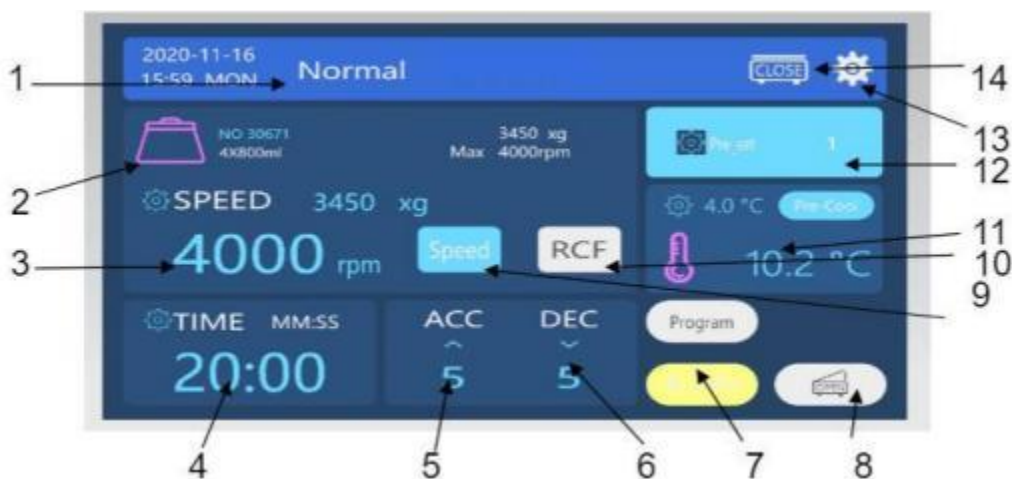 2020-11-16
15:59 MON
Normal
CLOSE
NO 30671
4X800ml
3450 xg
Max 4000rpm
Pre_set 1
SPEED 3450 xg
4000 rpm
Speed
RCF
4.0 °C
Pre-Cool
10.2 °C
TIME MM:SS
20:00
ACC
5
DEC
5
Program
1
2
3
4
5
6
7
8
9
10
11
12
13
14